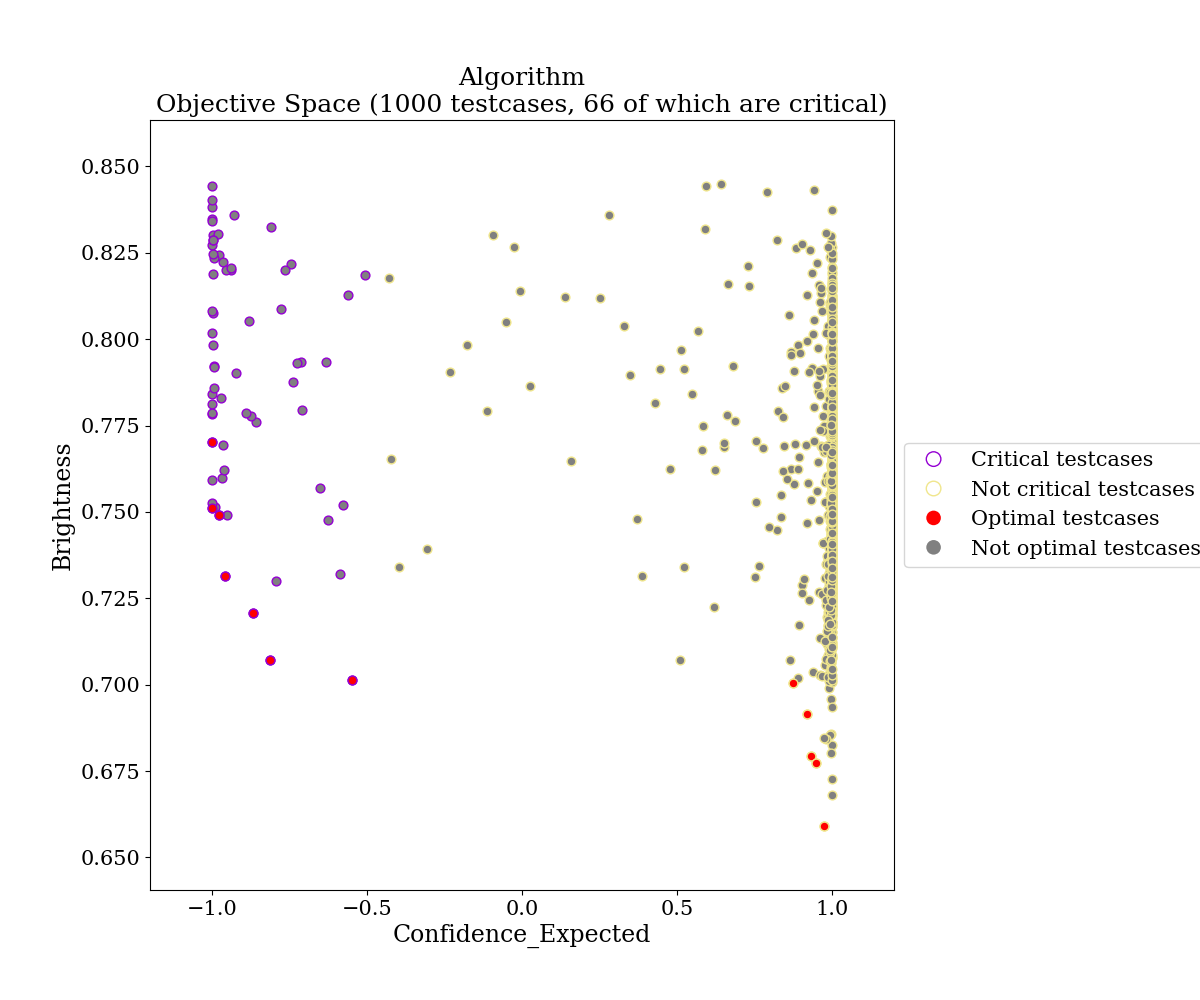 Algorithm
Objective Space (1000 testcases, 66 of which are critical)
0.850
0.825
0.800
0.775
0.750
0.725
0.700
0.675
0.650
Brightness
−1.0
−0.5
0.0
0.5
1.0
Confidence_Expected
Critical testcases
Not critical testcases
Optimal testcases
Not optimal testcases